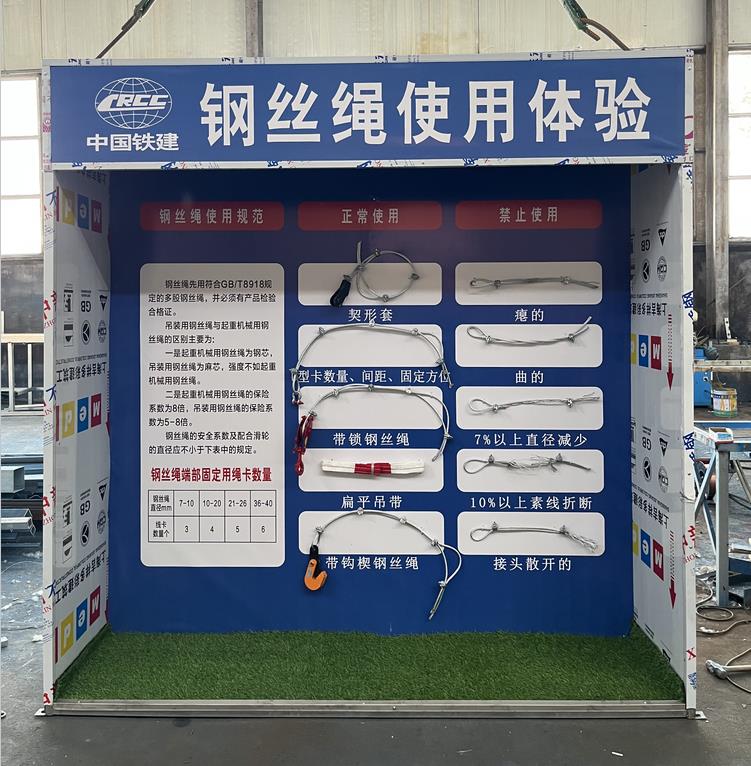 CRCC
中国铁建
钢丝绳使用体验
钢丝绳使用规范
钢丝绳先用符合GB/T8918规
定的多股钢丝绳，并必须有产品检验
合格证。
吊装用钢丝绳与起重机械用钢
丝绳的区别主要为:
一是起重机械用钢丝绳为钢芯，
吊装用钢丝绳为麻芯，强度不如起重
机械用钢丝绳。
二是起重机械用钢丝绳的保险
系数为8倍，吊装用钢丝绳的保险系
数为5-8倍。
钢丝绳的安全系数及配合滑轮
的直径应不小于下表中的规定。
钢丝绳端部固定用绳卡数量
钢丝绳
直径mm
7-10
10-20
21-26
36-40
线卡
数量个
3
4
5
6
正常使用
契形套
型卡数量、间距、固定方位
带锁钢丝绳
扁平吊带
带钩楔钢丝绳
禁止使用
瘪的
曲的
7%以上直径减少
10%以上素线折断
接头散开的